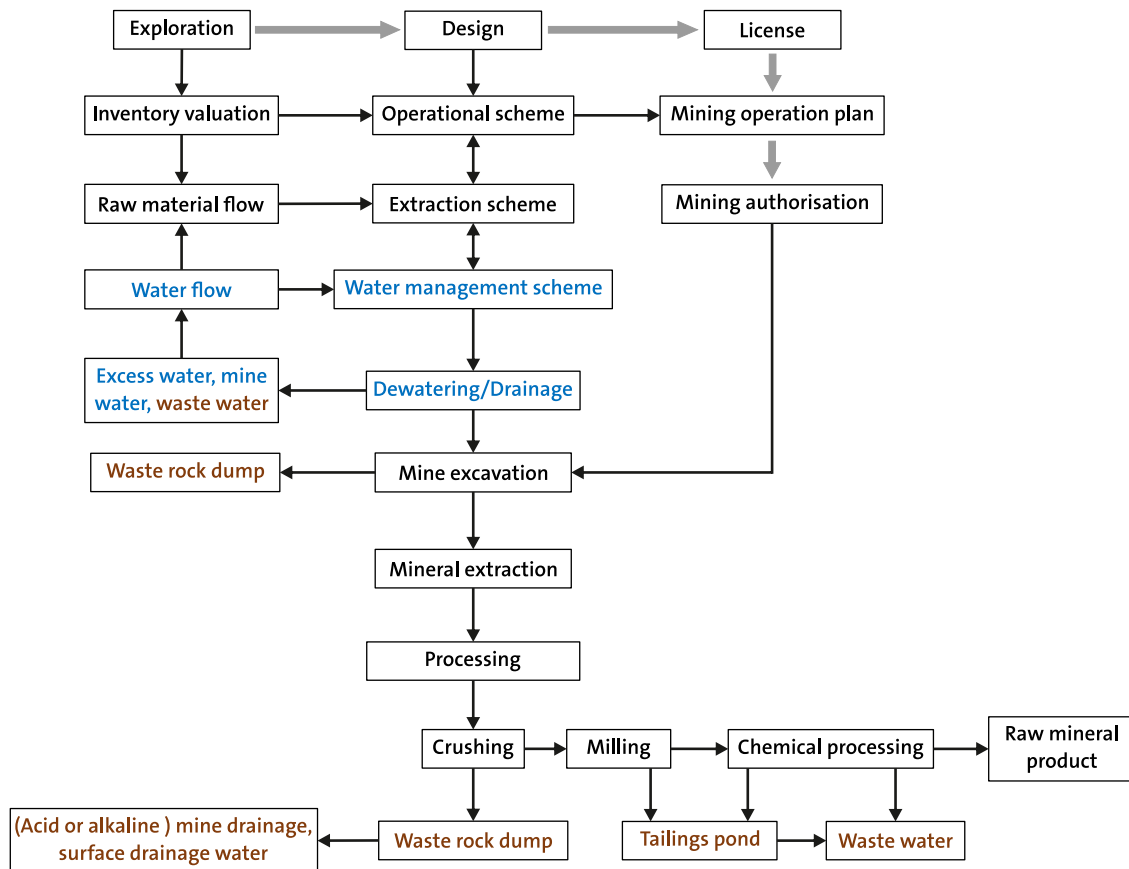 Exploration
Design
License
Inventory valuation
Operational scheme
Mining operation plan
Raw material flow
Extraction scheme
Mining authorisation
Water flow
Water management scheme
Excess water, mine
water, waste water
Dewatering/Drainage
Waste rock dump
Mine excavation
Mineral extraction
Processing
Crushing
Milling
Chemical processing
Raw mineral
product
(Acid or alkaline ) mine drainage,
surface drainage water
Waste rock dump
Tailings pond
Waste water